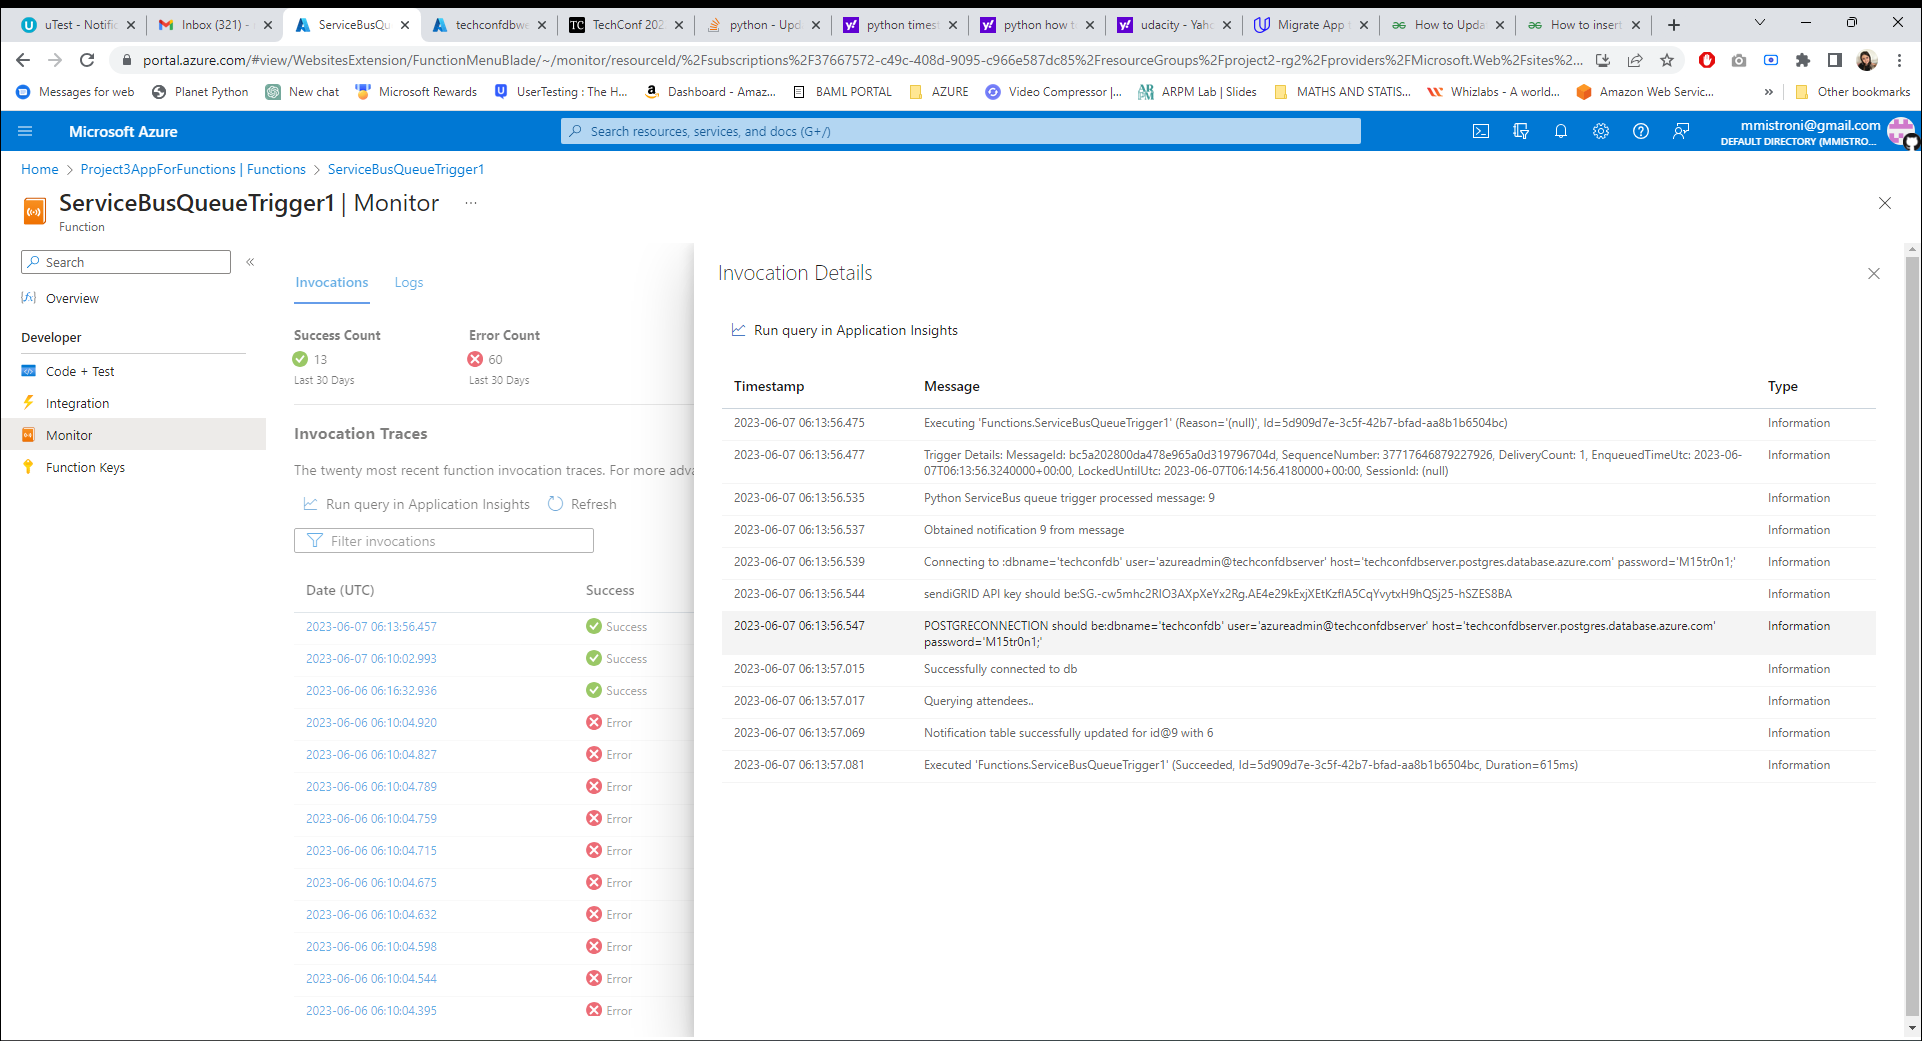 uTest - Notific
Inbox (321) -
ServiceBusQu
techconfdbwe
TechConf 202
python - Upd
python timest
python how t
udacity - Yah
Migrate App
How to Upda
How to insert
portal.azure.com/#view/WebsitesExtension/FunctionMenuBlade/~/monitor/resourceId/%2Fsubscriptions%2F37667572-c49c-408d-9095-c966e587dc85%2FresourceGroups%2Fproject2-rg2%2Fproviders%2FMicrosoft.Web%2Fsites%2...
Messages for web
Planet Python
New chat
Microsoft Rewards
UserTesting : The H...
Dashboard - Amaz...
BAML PORTAL
AZURE
Video Compressor |...
ARPM Lab | Slides
MATHS AND STATIS...
Whizlabs - A world...
Amazon Web Servic...
»
Other bookmarks
Microsoft Azure
Search resources, services, and docs (G+/)
mmistroni@gmail.com
DEFAULT DIRECTORY (MMISTRO...
Home > Project3AppForFunctions | Functions > ServiceBusQueueTrigger1
ServiceBusQueueTrigger1 | Monitor ...
Function
Search
«
Overview
Developer
Code + Test
Integration
Monitor
Function Keys
Invocations
Logs
Success Count
Error Count
13
60
Last 30 Days
Last 30 Days
Invocation Traces
The twenty most recent function invocation traces. For more adva
Run query in Application Insights
Refresh
Filter invocations
Date (UTC)
Success
2023-06-07 06:13:56.457 Success
2023-06-07 06:10:02.993 Success
2023-06-06 06:16:32.936 Success
2023-06-06 06:10:04.920 Error
2023-06-06 06:10:04.827 Error
2023-06-06 06:10:04.789 Error
2023-06-06 06:10:04.759 Error
2023-06-06 06:10:04.715 Error
2023-06-06 06:10:04.675 Error
2023-06-06 06:10:04.632 Error
2023-06-06 06:10:04.598 Error
2023-06-06 06:10:04.544 Error
2023-06-06 06:10:04.395 Error
Invocation Details
Run query in Application Insights
Timestamp Message Type
2023-06-07 06:13:56.475 Executing 'Functions.ServiceBusQueueTrigger1' (Reason='(null)', Id=5d909d7e-3c5f-42b7-bfad-aa8b1b6504bc) Information
2023-06-07 06:13:56.477 Trigger Details: MessageId: bc5a202800da478e965a0d319796704d, SequenceNumber: 37717646879227926, DeliveryCount: 1, EnqueuedTimeUtc: 2023-06- Information
07T06:13:56.3240000+00:00, LockedUntilUtc: 2023-06-07T06:14:56.4180000+00:00, SessionId: (null)
2023-06-07 06:13:56.535 Python ServiceBus queue trigger processed message: 9 Information
2023-06-07 06:13:56.537 Obtained notification 9 from message Information
2023-06-07 06:13:56.539 Connecting to :dbname='techconfdb' user='azureadmin@techconfdbserver' host='techconfdbserver.postgres.database.azure.com' password='M15tr0n1;' Information
2023-06-07 06:13:56.544 sendiGRID API key should Information
2023-06-07 06:13:56.547 POSTGRECONNECTION should be:dbname='techconfdb' user='azureadmin@techconfdbserver' host='techconfdbserver.postgres.database.azure.com' Information
password='M15tr0n1;'
2023-06-07 06:13:57.015 Successfully connected to db Information
2023-06-07 06:13:57.017 Querying attendees.. Information
2023-06-07 06:13:57.069 Notification table successfully updated for id@9 with 6 Information
2023-06-07 06:13:57.081 Executed 'Functions.ServiceBusQueueTrigger1' (Succeeded, Id=5d909d7e-3c5f-42b7-bfad-aa8b1b6504bc, Duration=615ms) Information